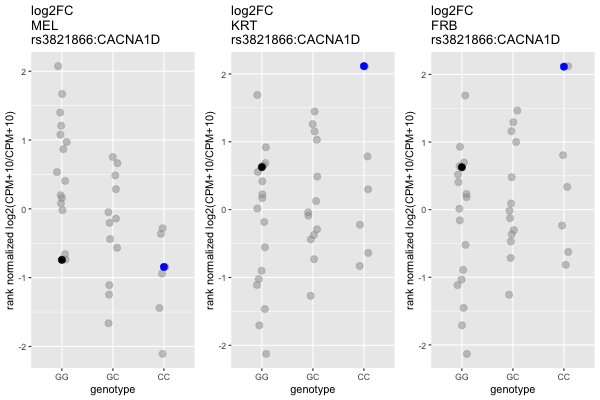 log2FC
MEL
rs3821866:CACNA1D
rank normalized log2(CPM+10/CPM+10)
2
1
0
-1
-2
GG
GC
CC
genotype
log2FC
KRT
rs3821866:CACNA1D
rank normalized log2(CPM+10/CPM+10)
2
1
0
-1
-2
GG
GC
CC
genotype
log2FC
FRB
rs3821866:CACNA1D
rank normalized log2(CPM+10/CPM+10)
2
1
0
-1
-2
GG
GC
CC
genotype